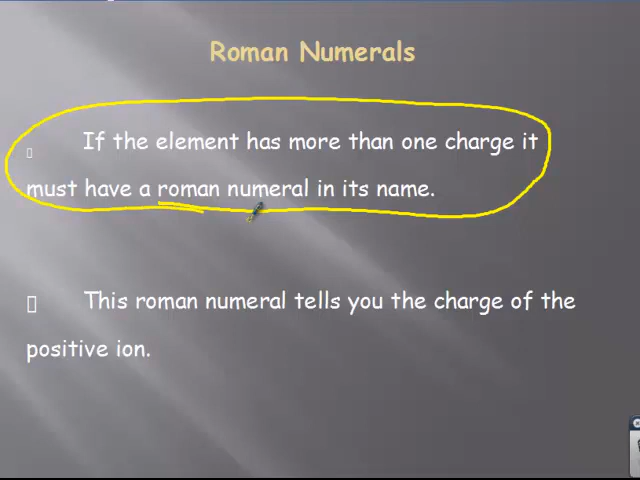 Roman Numerals
If the element has more than one charge it
must have a roman numeral in its name.
This roman numeral tells you the charge of the
positive ion.